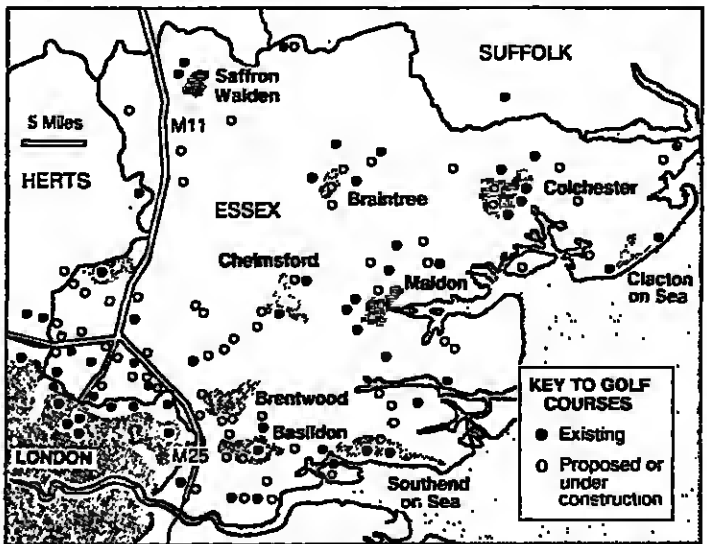 SUFFOLK
Saffron
Walden
5 Miles
M11
HERTS
ESSEX
Braintree
Colchester
Chelmsford
Maldon
Clacton
on Sea
Brentwood
Basildon
LONDON
M25
Southend
on Sea
KEY TO GOLF
COURSES
Existing
Proposed or
under
construction